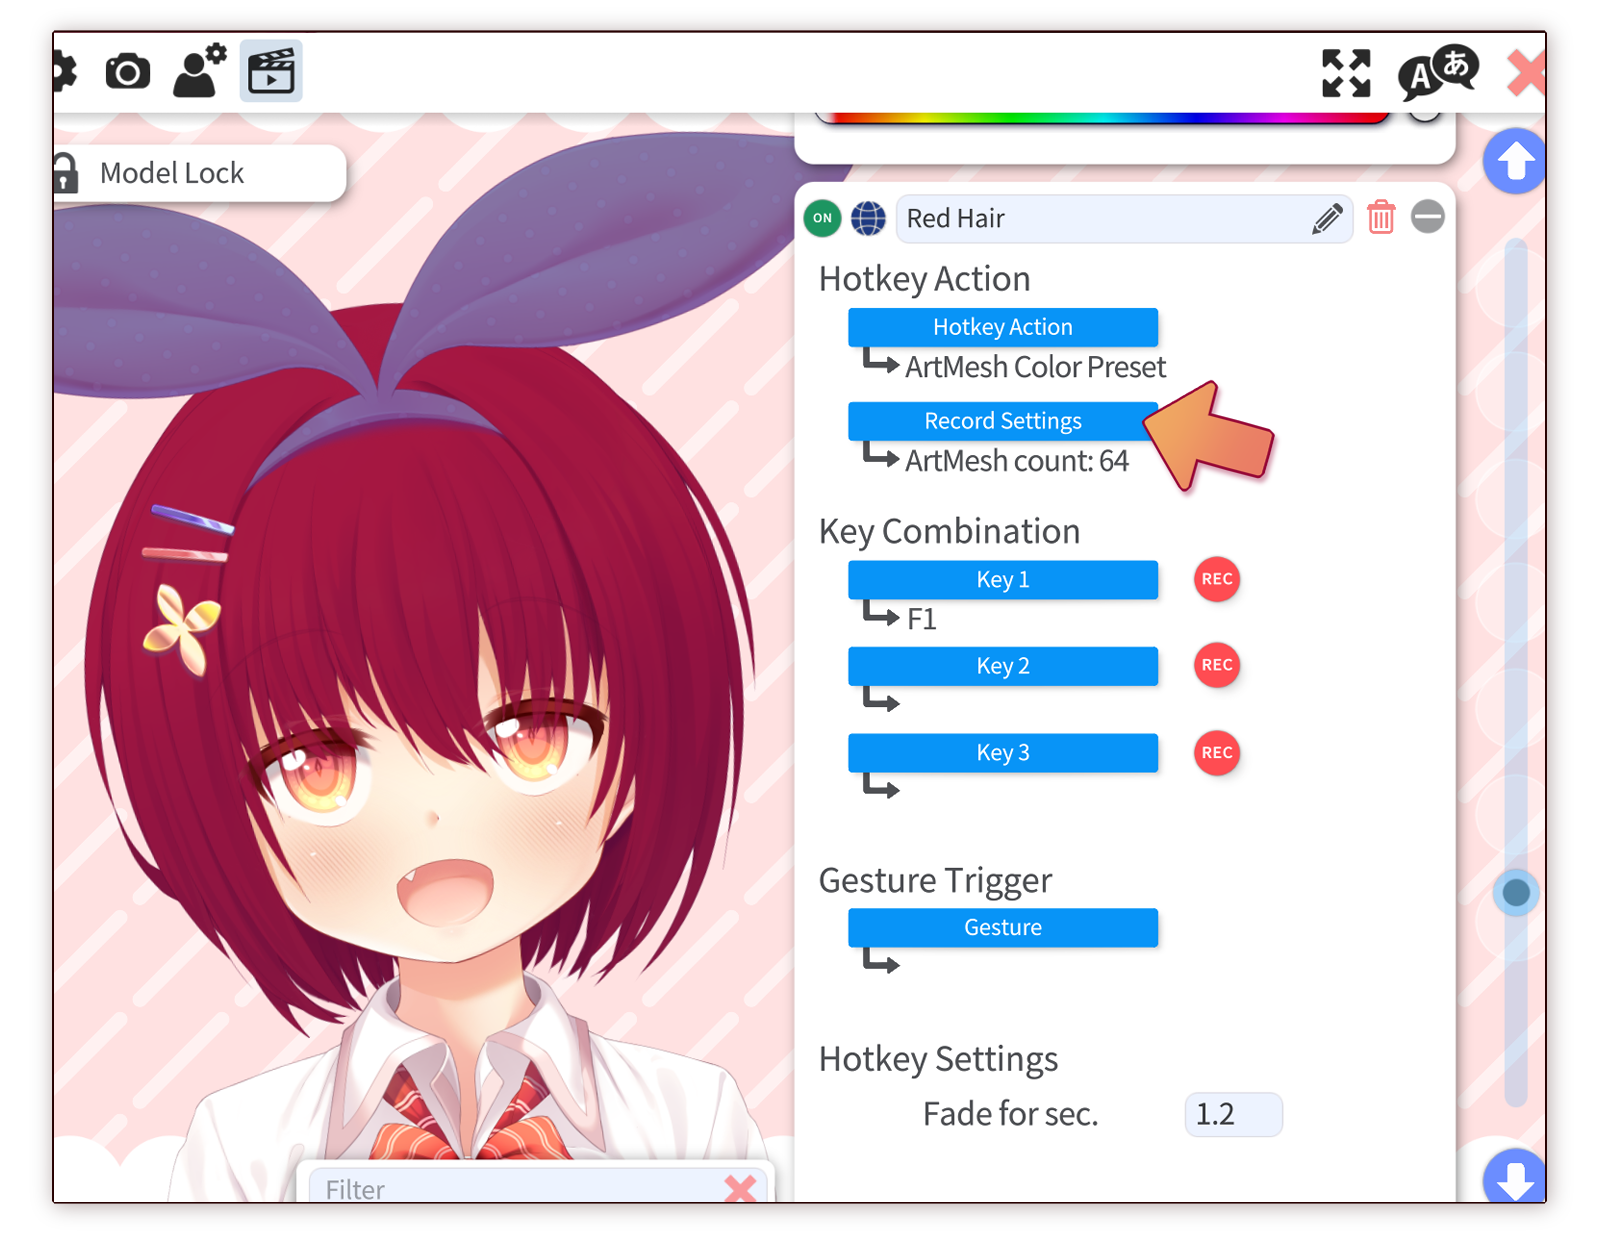 A あ
Model Lock
ON
Red Hair
Hotkey Action
Hotkey Action
ArtMesh Color Preset
Record Settings
ArtMesh count: 64
Key Combination
Key 1
REC
F1
Key 2
REC
Key 3
REC
Gesture Trigger
Gesture
Hotkey Settings
Fade for sec.
1.2
Filter